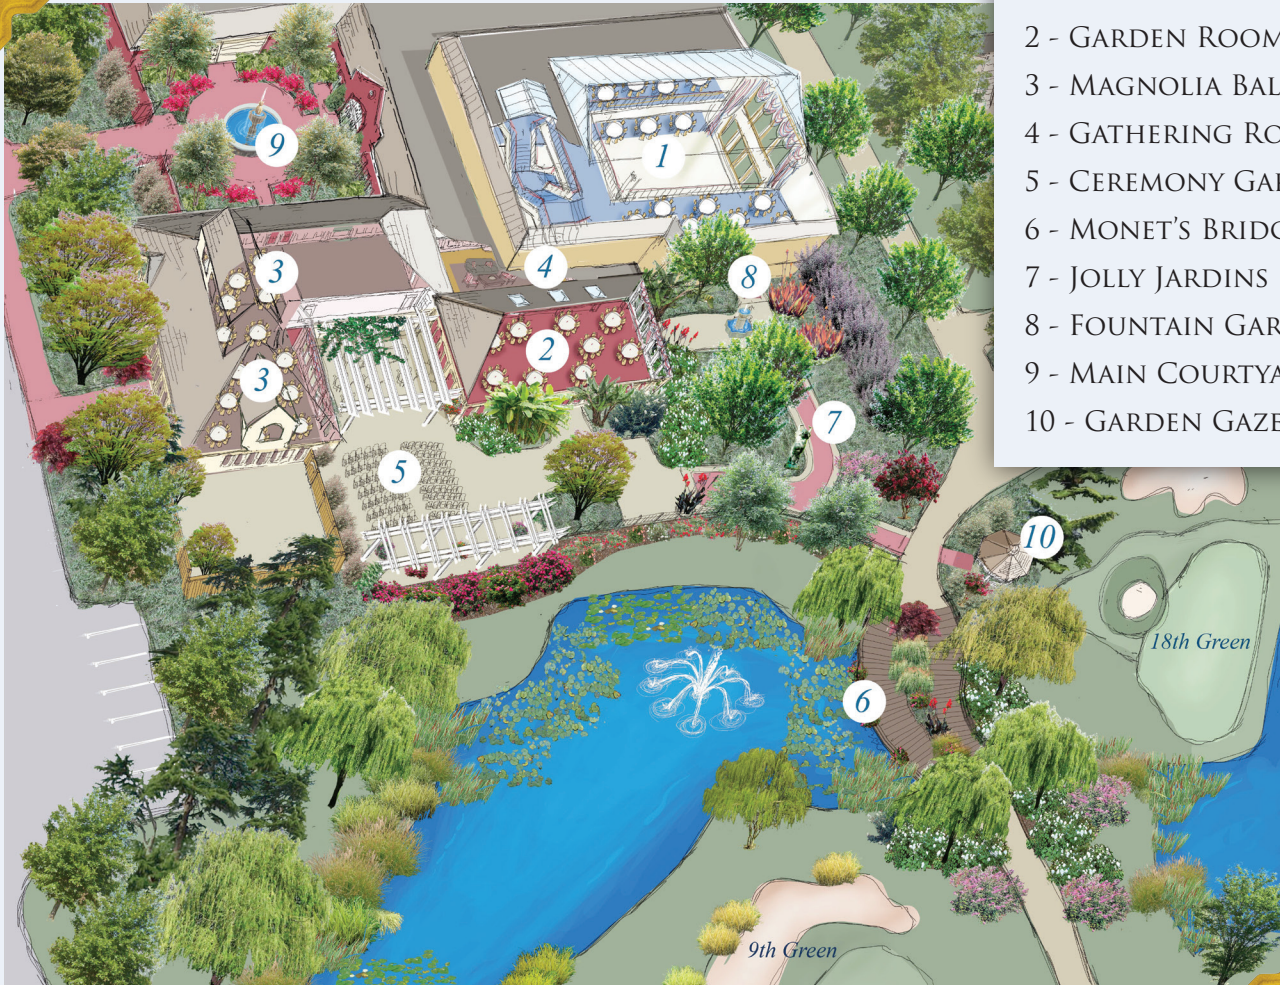 2 - GARDEN ROOM
3 - MAGNOLIA BAL
4 - GATHERING RO
5 - CEREMONY GAR
6 - MONET'S BRIDG
7 - JOLLY JARDINS
8 - FOUNTAIN GAR
9 - MAIN COURTYA
10 - GARDEN GAZE
9
1
3
4
8
2
3
7
5
10
18th Green
6
9th Green